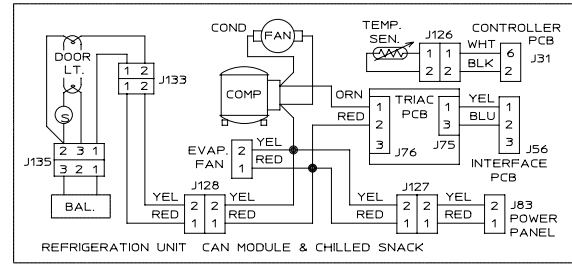 COND
FAN
TEMP.
SEN.
J126
CONTROLLER
PCB
1 1
2 2
WHT
BLK
6
2
J31
DOOR
LT.
1 2
1 2
J133
S
COMP
ORN
RED
1
2
3
J76
TRIAC
PCB
1
3
J75
YEL
BLU
1
2
3
J56
INTERFACE
PCB
2 3 1
3 2 1
J135
BAL.
EVAP.
FAN
2
1
YEL
RED
J128
YEL
RED
2 2
1 1
YEL
RED
J127
YEL
RED
2 2
1 1
YEL
RED
2
1
J83
POWER
PANEL
REFRIGERATION UNIT CAN MODULE & CHILLED SNACK